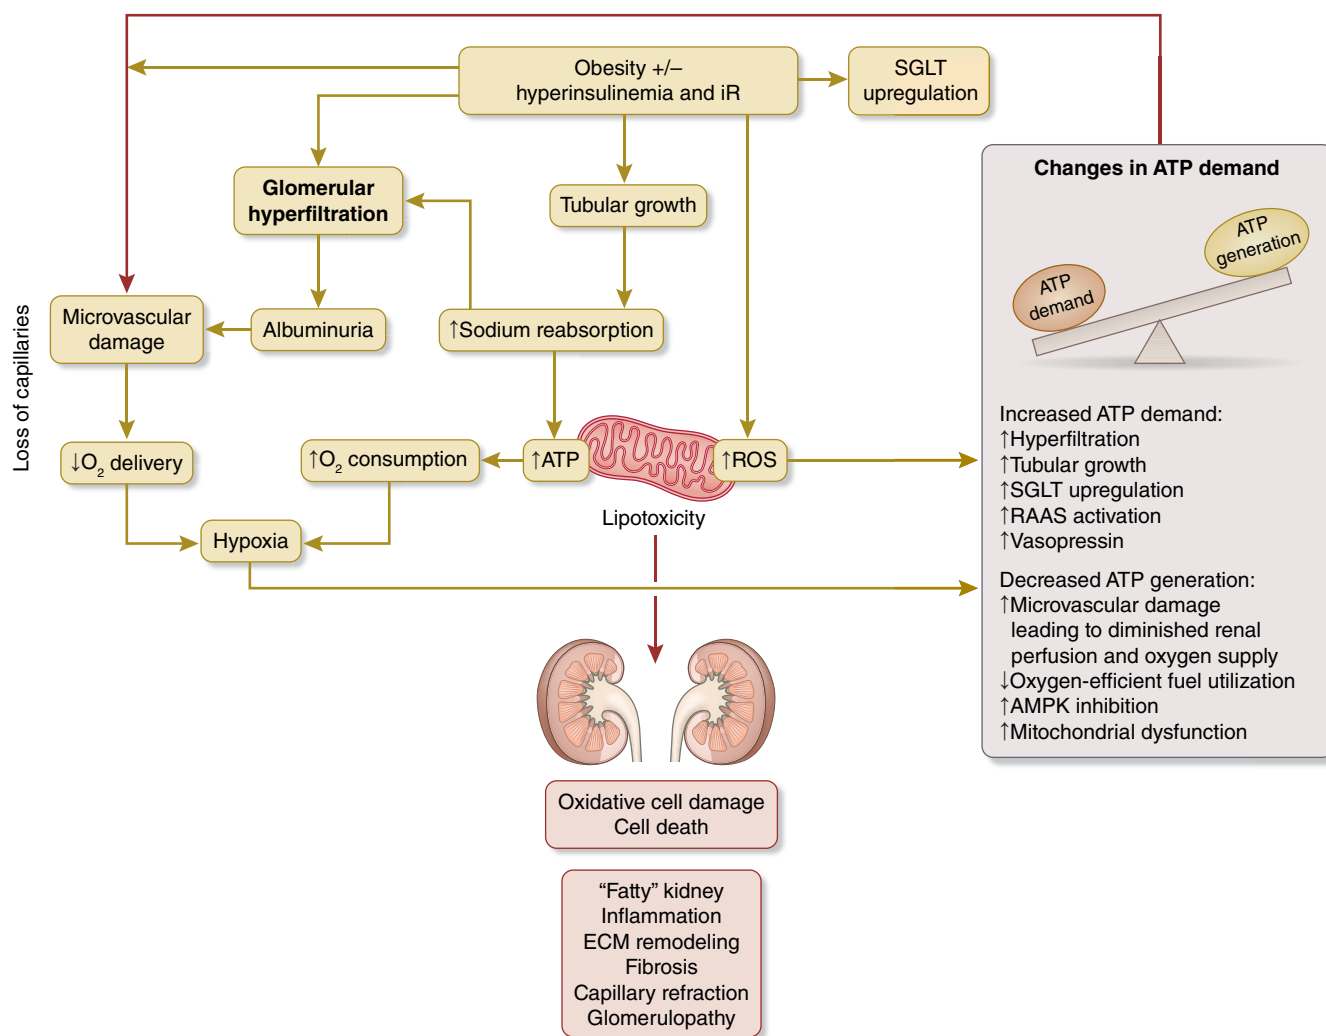 Obesity +/–
hyperinsulinemia and iR
SGLT
upregulation
Glomerular
hyperfiltration
Tubular growth
Loss of capillaries
Microvascular
damage
Albuminuria
↑Sodium reabsorption
↓O₂ delivery
↑O₂ consumption
↑ATP
↑ROS
Lipotoxicity
Hypoxia
Changes in ATP demand
ATP
generation
ATP
demand
Increased ATP demand:
↑Hyperfiltration
↑Tubular growth
↑SGLT upregulation
↑RAAS activation
↑Vasopressin
Decreased ATP generation:
↑Microvascular damage
leading to diminished renal
perfusion and oxygen supply
↓Oxygen-efficient fuel utilization
↑AMPK inhibition
↑Mitochondrial dysfunction
Oxidative cell damage
Cell death
“Fatty” kidney
Inflammation
ECM remodeling
Fibrosis
Capillary refraction
Glomerulopathy